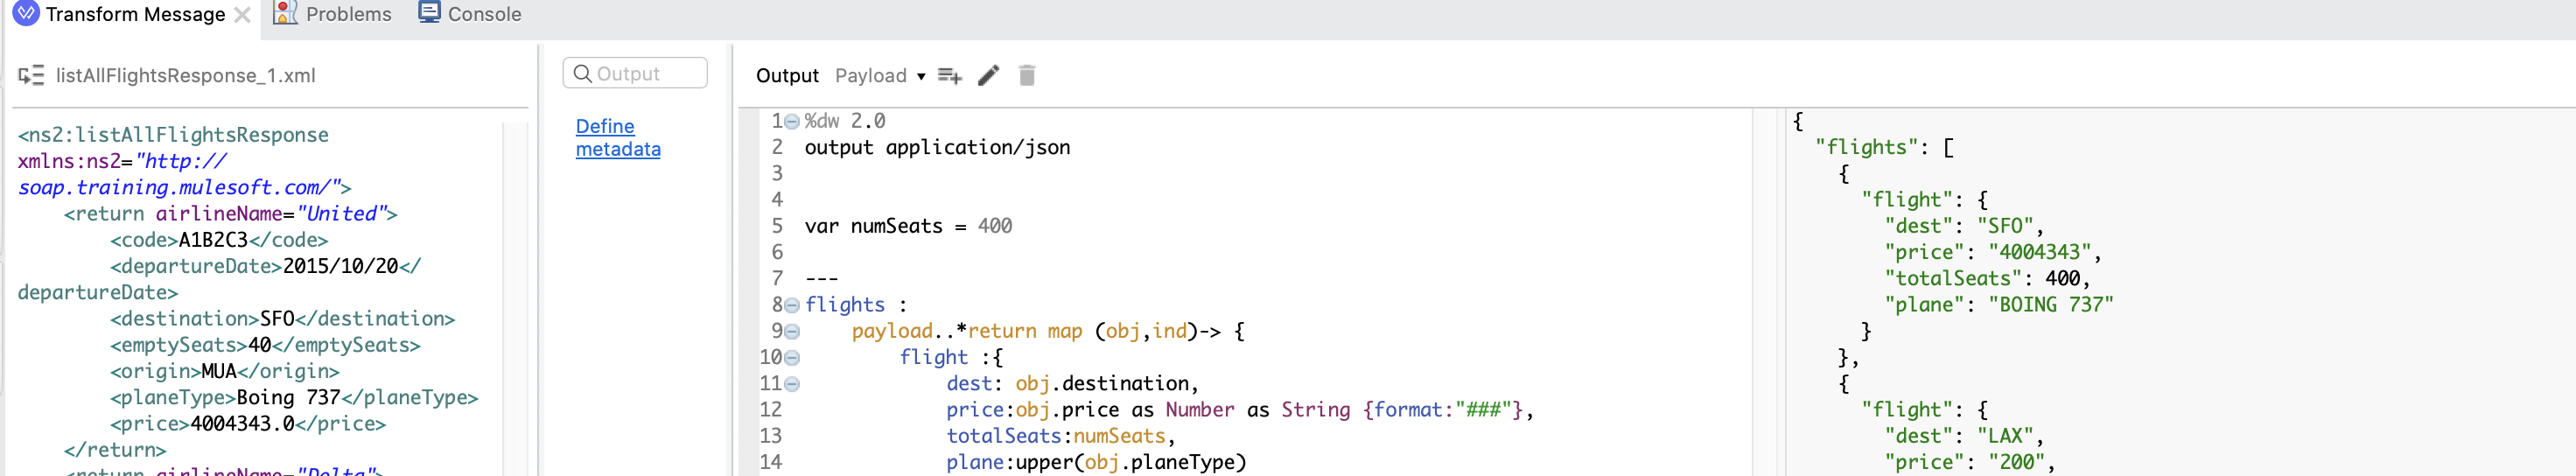 Transform Message
Problems
Console
listAllFlightsResponse_1.xml
<ns2:listAllFlightsResponse
xmlns:ns2="http://
soap.training.mulesoft.com/">
<return airlineName="United">
<code>A1B2C3</code>
<departureDate>2015/10/20</
departureDate>
<destination>SFO</destination>
<emptySeats>40</emptySeats>
<origin>MUA</origin>
<planeType>Boing 737</planeType>
<price>4004343.0</price>
</return>
<return airlineName="Delta">
Output
Define
metadata
Output Payload
1 %dw 2.0
2 output application/json
3
4
5 var numSeats = 400
6
7 ---
8 flights :
9 payload..*return map (obj,ind)-> {
10 flight :{
11 dest: obj.destination,
12 price:obj.price as Number as String {format:"###"},
13 totalSeats:numSeats,
14 plane:upper(obj.planeType)
{
"flights": [
{
"flight": {
"dest": "SFO",
"price": "4004343",
"totalSeats": 400,
"plane": "BOING 737"
}
},
{
"flight": {
"dest": "LAX",
"price": "200",